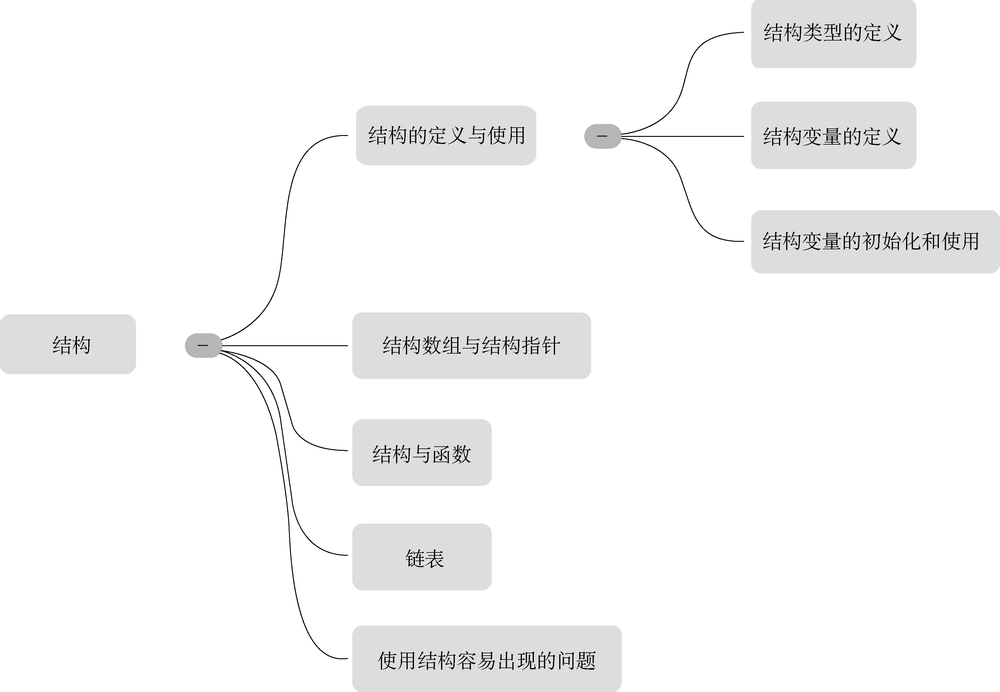 结构
结构的定义与使用
结构类型的定义
结构变量的定义
结构变量的初始化和使用
结构数组与结构指针
结构与函数
链表
使用结构容易出现的问题